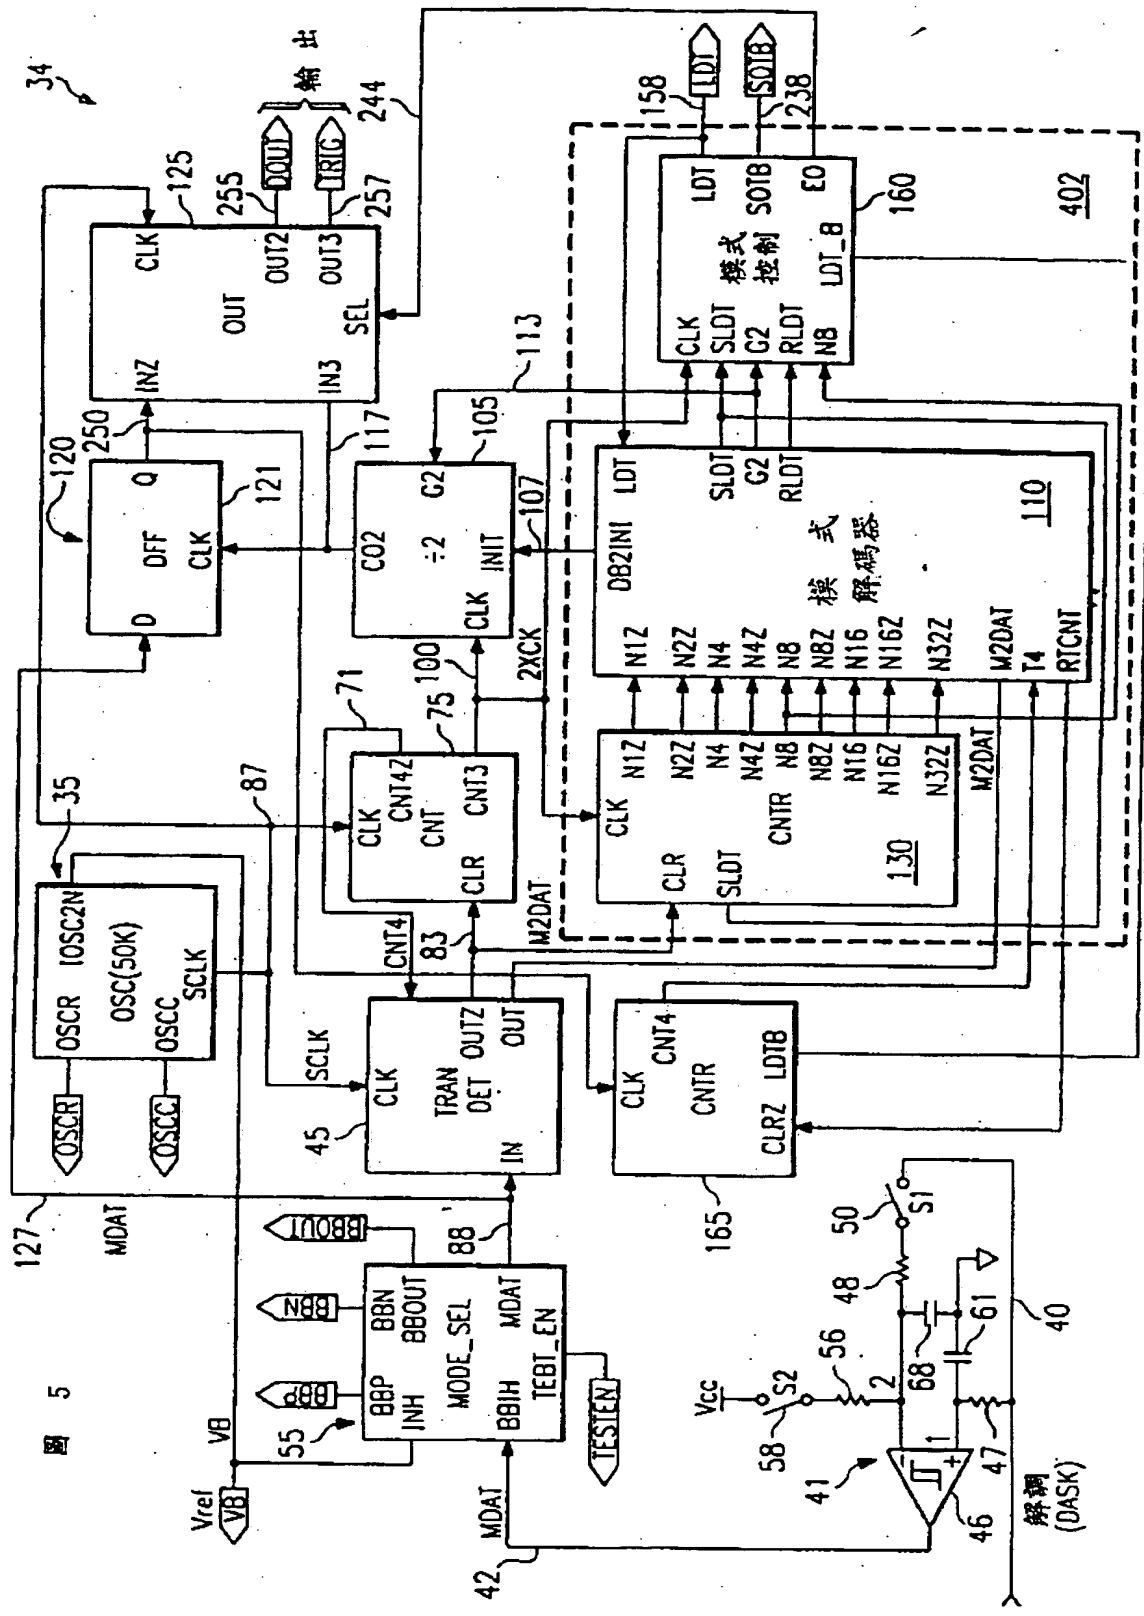 圖 5
34
輸出
DOUT
TRIG
255
257
125
CLK
OUT2
OUT3
OUT
SEL
INZ
IN3
244
250
120
Q
DFF
121
CLK
D
117
113
105
G2
CO2
÷2
INIT
CLK
107
100
2XCK
71
75
CLK
CNT4Z
CNT
CNT3
CLR
87
35
IOSC2N
OSCR
OSC(50K)
OSCC
SCLK
OSCR
OSCC
CNT4
83
M2DAT
SCLK
45
CLK
OUTZ
TRAN
DET
OUT
IN
127
MDAT
88
BBOUT
BBN
BBP
BBP
BBN
INH
BBOUT
MODE_SEL
BBIH
MDAT
TEBT_EN
55
TESTEN
VB
Vref
VB
MDAT
42
158
LDT
SOTB
238
LDT
SOTB
EO
模式
控制
160
LDT_B
CLK
SLDT
G2
RLDT
N8
402
LDT
SLDT
G2
RLDT
DB2INI
模式
解碼器
110
N1Z
N2Z
N4
N4Z
N8
N8Z
N16
N16Z
N32Z
M2DAT
T4
RTCNT
N1Z
N2Z
N4
N4Z
N8
N8Z
N16
N16Z
N32Z
M2DAT
CLK
CNTR
CLR
SLDT
130
CNT4
CLK
CNTR
LDTB
CLRZ
165
50
S1
48
40
61
68
56
2
Vcc
S2
58
1
47
41
46
解調
(DASK)